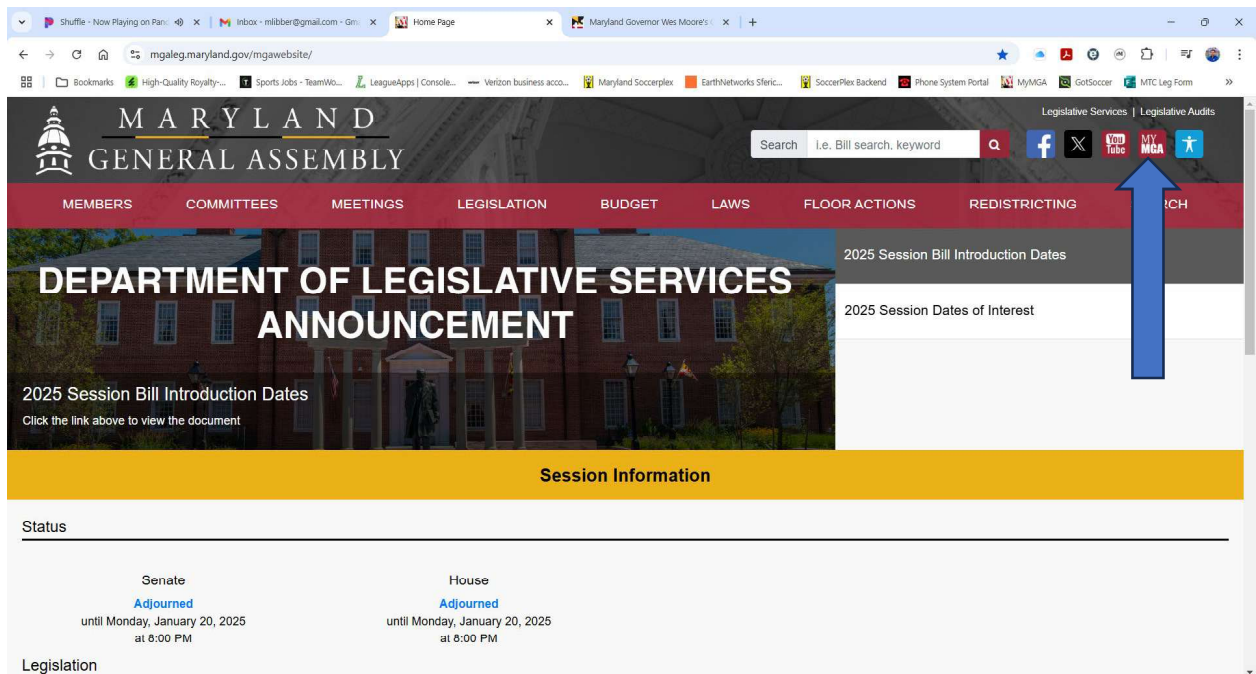 Shuffle - Now Playing on Pand
Inbox - mlibber@gmail.com - Gm
Home Page
Maryland Governor Wes Moore's
mgaleg.maryland.gov/mgawebsite/
Bookmarks
High-Quality Royalty-...
Sports Jobs - TeamWo...
LeagueApps | Console...
Verizon business acco...
Maryland Soccerplex
EarthNetworks Sferic...
SoccerPlex Backend
Phone System Portal
MyMGA
GotSoccer
MTC Leg Form
Legislative Services | Legislative Audits
MARYLAND
GENERAL ASSEMBLY
Search
i.e. Bill search, keyword
You
Tube
MY
MGA
MEMBERS
COMMITTEES
MEETINGS
LEGISLATION
BUDGET
LAWS
FLOOR ACTIONS
REDISTRICTING
RCH
DEPARTMENT OF LEGISLATIVE SERVICES
ANNOUNCEMENT
2025 Session Bill Introduction Dates
Click the link above to view the document
2025 Session Bill Introduction Dates
2025 Session Dates of Interest
Session Information
Status
Senate
Adjourned
until Monday, January 20, 2025
at 8:00 PM
House
Adjourned
until Monday, January 20, 2025
at 8:00 PM
Legislation